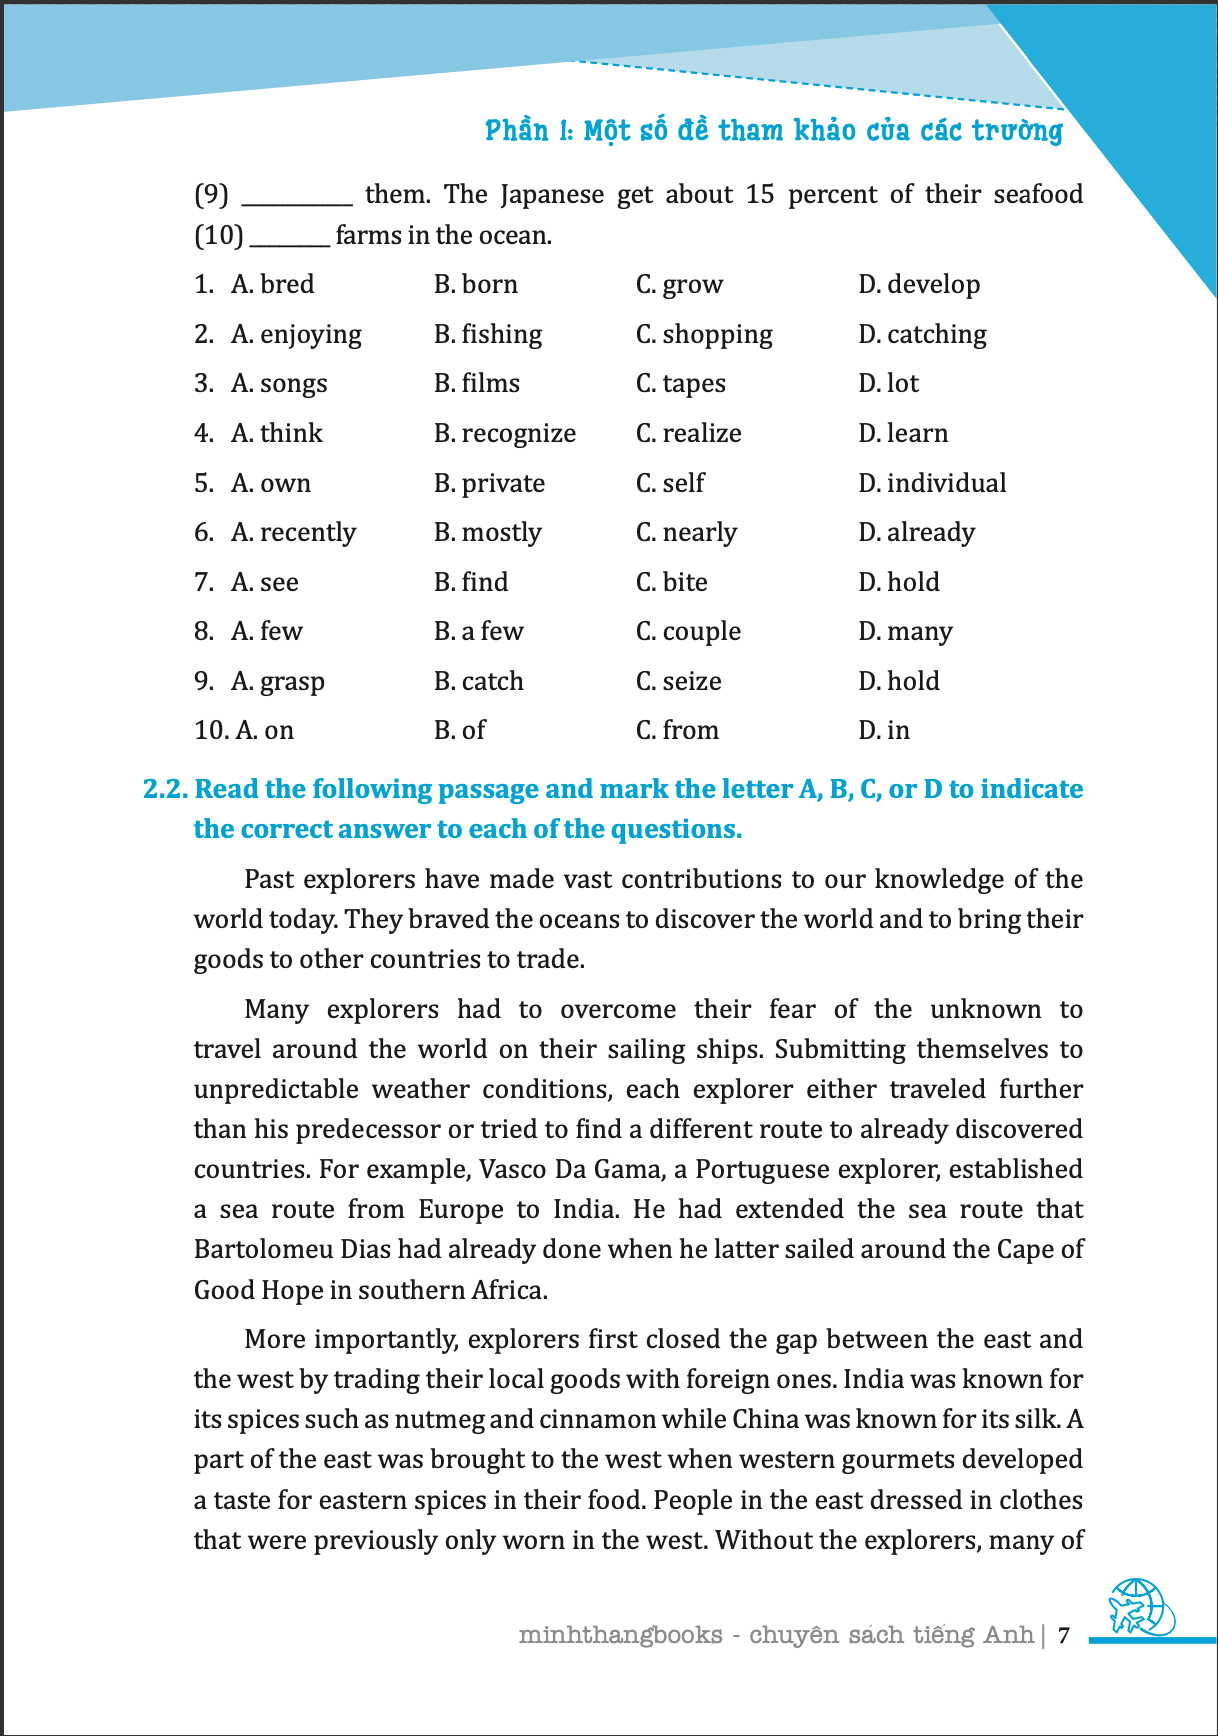 Phần 1: Một số đề tham khảo của các trường
(9) __________ them. The Japanese get about 15 percent of their seafood
(10) _______ farms in the ocean.
1. A. bred B. born C. grow D. develop
2. A. enjoying B. fishing C. shopping D. catching
3. A. songs B. films C. tapes D. lot
4. A. think B. recognize C. realize D. learn
5. A. own B. private C. self D. individual
6. A. recently B. mostly C. nearly D. already
7. A. see B. find C. bite D. hold
8. A. few B. a few C. couple D. many
9. A. grasp B. catch C. seize D. hold
10. A. on B. of C. from D. in
2.2. Read the following passage and mark the letter A, B, C, or D to indicate
the correct answer to each of the questions.
Past explorers have made vast contributions to our knowledge of the
world today. They braved the oceans to discover the world and to bring their
goods to other countries to trade.
Many explorers had to overcome their fear of the unknown to
travel around the world on their sailing ships. Submitting themselves to
unpredictable weather conditions, each explorer either traveled further
than his predecessor or tried to find a different route to already discovered
countries. For example, Vasco Da Gama, a Portuguese explorer, established
a sea route from Europe to India. He had extended the sea route that
Bartolomeu Dias had already done when he latter sailed around the Cape of
Good Hope in southern Africa.
More importantly, explorers first closed the gap between the east and
the west by trading their local goods with foreign ones. India was known for
its spices such as nutmeg and cinnamon while China was known for its silk. A
part of the east was brought to the west when western gourmets developed
a taste for eastern spices in their food. People in the east dressed in clothes
that were previously only worn in the west. Without the explorers, many of
minhthangbooks - chuyên sách tiếng Anh| 7